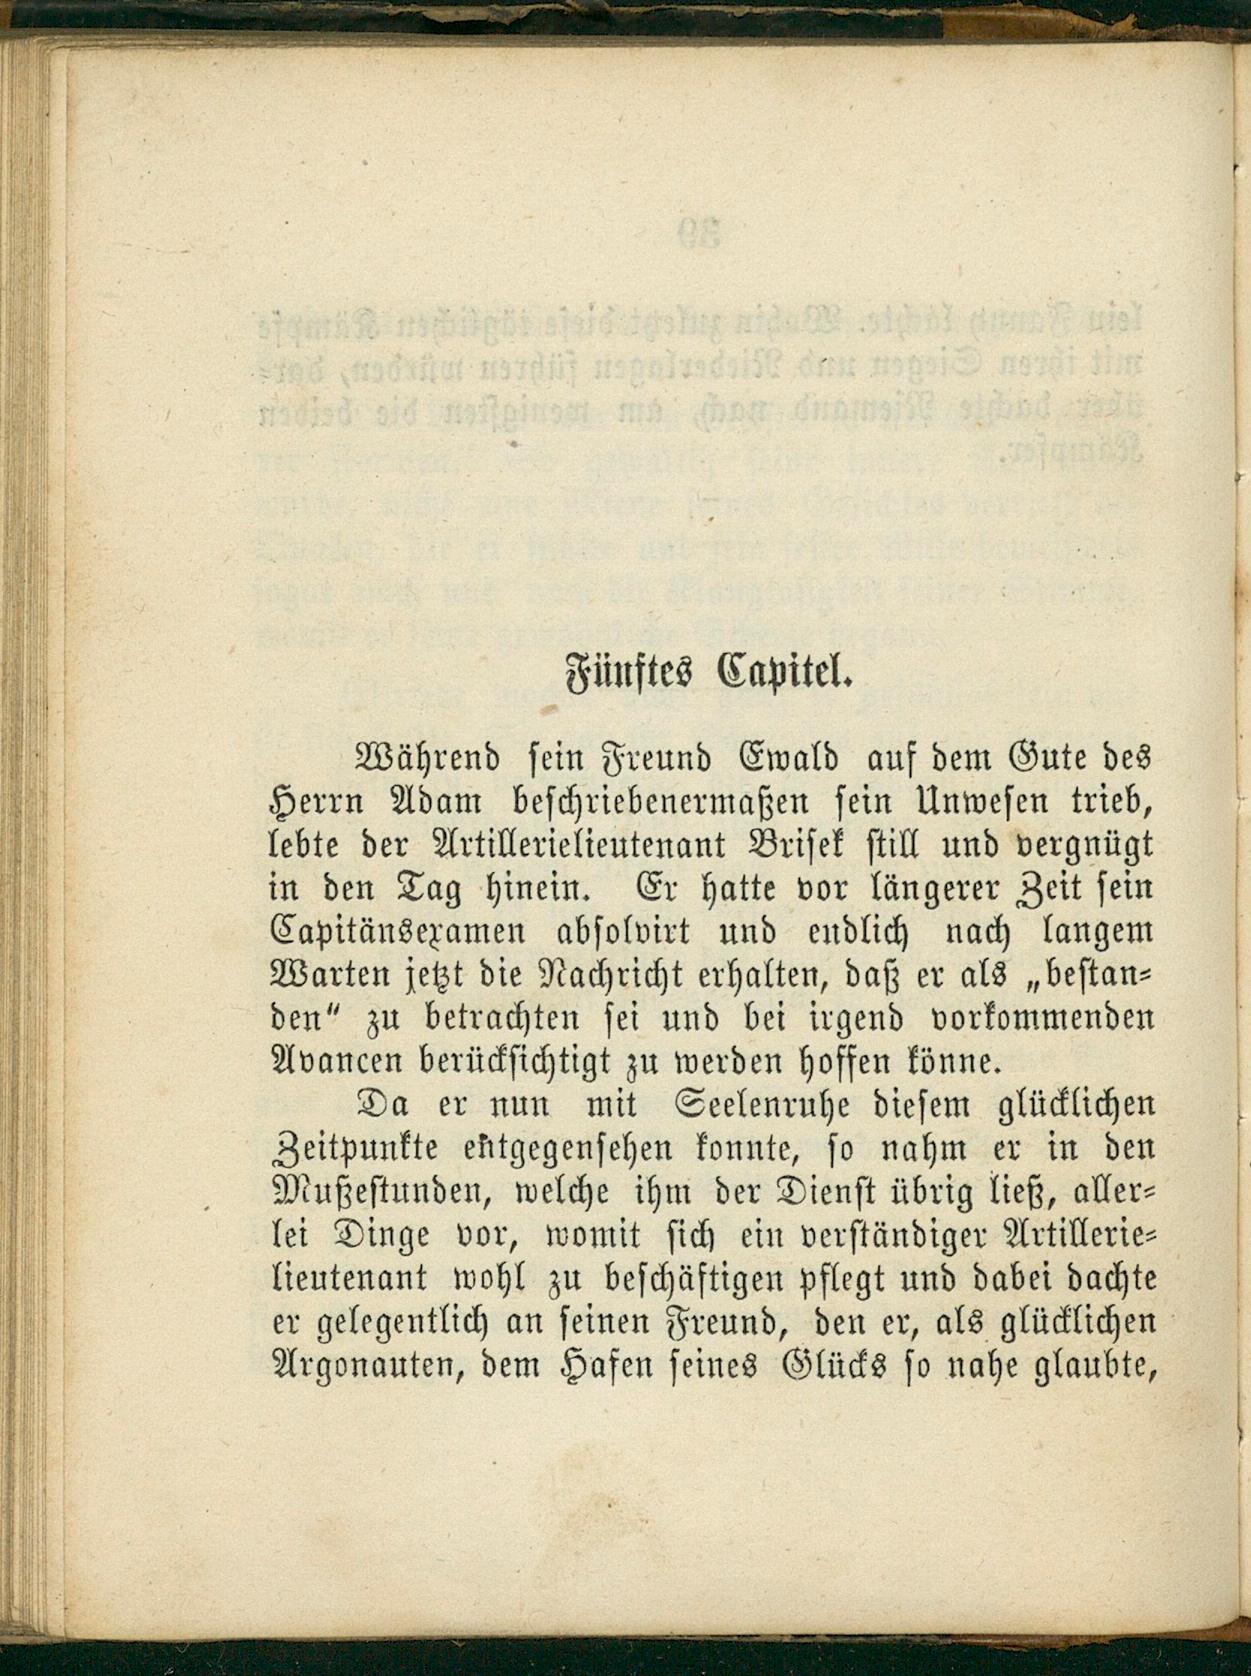 Fünftes Capitel.
Während sein Freund Ewald auf dem Gute des
Herrn Adam beschriebenermaßen sein Unwesen trieb,
lebte der Artillerielieutenant Brisek still und vergnügt
in den Tag hinein. Er hatte vor längerer Zeit sein
Capitänsexamen absolvirt und endlich nach langem
Warten jetzt die Nachricht erhalten, daß er als „bestan-
den“ zu betrachten sei und bei irgend vorkommenden
Avancen berücksichtigt zu werden hoffen könne.
Da er nun mit Seelenruhe diesem glücklichen
Zeitpunkte entgegensehen konnte, so nahm er in den
Mußestunden, welche ihm der Dienst übrig ließ, aller-
lei Dinge vor, womit sich ein verständiger Artillerie-
lieutenant wohl zu beschäftigen pflegt und dabei dachte
er gelegentlich an seinen Freund, den er, als glücklichen
Argonauten, dem Hafen seines Glücks so nahe glaubte,